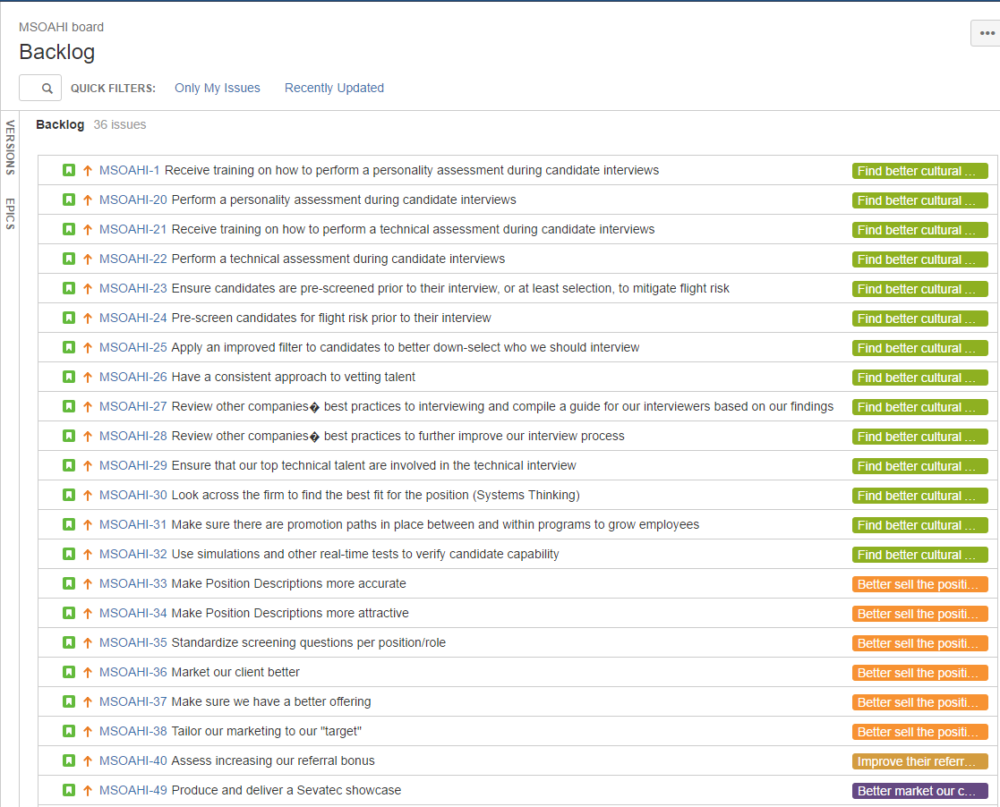 MSOAHI board
Backlog
QUICK FILTERS: Only My Issues Recently Updated
VERSIONS
EPICS
Backlog 36 issues
MSOAHI-1 Receive training on how to perform a personality assessment during candidate interviews Find better cultural ...
MSOAHI-20 Perform a personality assessment during candidate interviews Find better cultural ...
MSOAHI-21 Receive training on how to perform a technical assessment during candidate interviews Find better cultural ...
MSOAHI-22 Perform a technical assessment during candidate interviews Find better cultural ...
MSOAHI-23 Ensure candidates are pre-screened prior to their interview, or at least selection, to mitigate flight risk Find better cultural ...
MSOAHI-24 Pre-screen candidates for flight risk prior to their interview Find better cultural ...
MSOAHI-25 Apply an improved filter to candidates to better down-select who we should interview Find better cultural ...
MSOAHI-26 Have a consistent approach to vetting talent Find better cultural ...
MSOAHI-27 Review other companies� best practices to interviewing and compile a guide for our interviewers based on our findings Find better cultural ...
MSOAHI-28 Review other companies� best practices to further improve our interview process Find better cultural ...
MSOAHI-29 Ensure that our top technical talent are involved in the technical interview Find better cultural ...
MSOAHI-30 Look across the firm to find the best fit for the position (Systems Thinking) Find better cultural ...
MSOAHI-31 Make sure there are promotion paths in place between and within programs to grow employees Find better cultural ...
MSOAHI-32 Use simulations and other real-time tests to verify candidate capability Find better cultural ...
MSOAHI-33 Make Position Descriptions more accurate Better sell the positi...
MSOAHI-34 Make Position Descriptions more attractive Better sell the positi...
MSOAHI-35 Standardize screening questions per position/role Better sell the positi...
MSOAHI-36 Market our client better Better sell the positi...
MSOAHI-37 Make sure we have a better offering Better sell the positi...
MSOAHI-38 Tailor our marketing to our "target" Better sell the positi...
MSOAHI-40 Assess increasing our referral bonus Improve their referr...
MSOAHI-49 Produce and deliver a Sevatec showcase Better market our c...